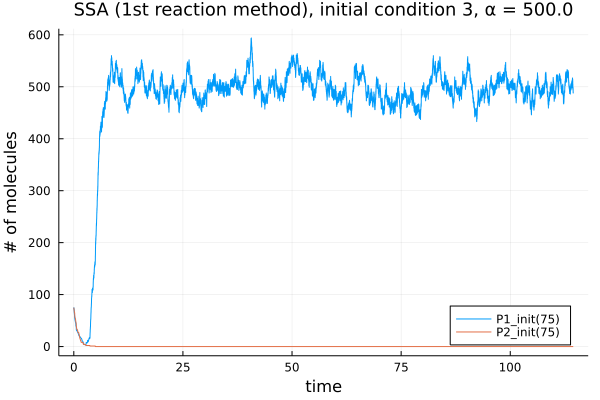 SSA (1st reaction method), initial condition 3, α = 500.0
600
500
400
300
200
100
0
# of molecules
P1_init(75)
P2_init(75)
0 25 50 75 100
time